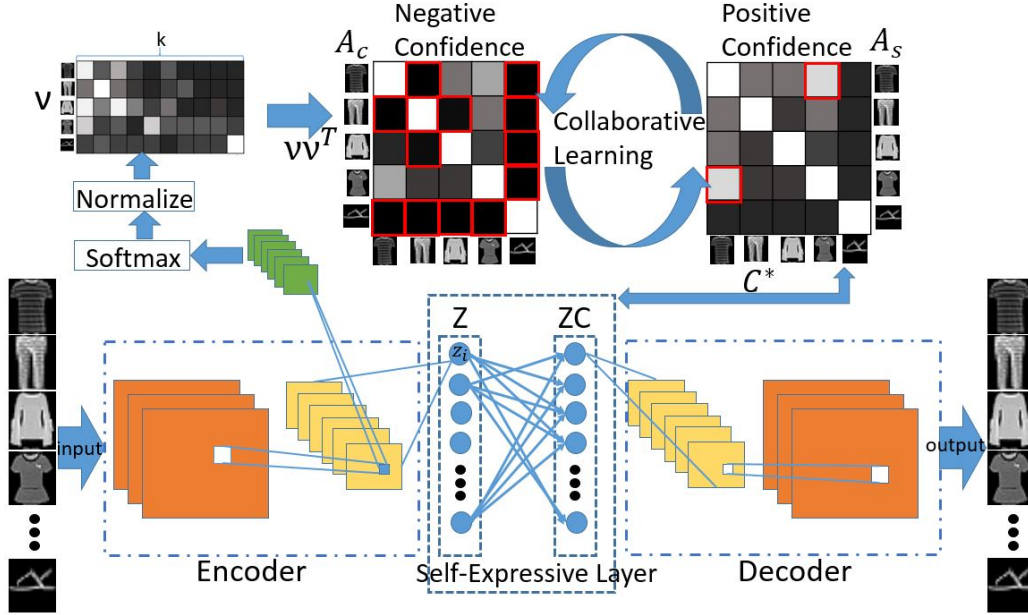 Negative
Confidence
Positive
Confidence
k
A_c
A_s
ν
νν^T
Collaborative
Learning
Normalize
Softmax
C*
Z
ZC
z_i
input
output
Encoder
Self-Expressive Layer
Decoder